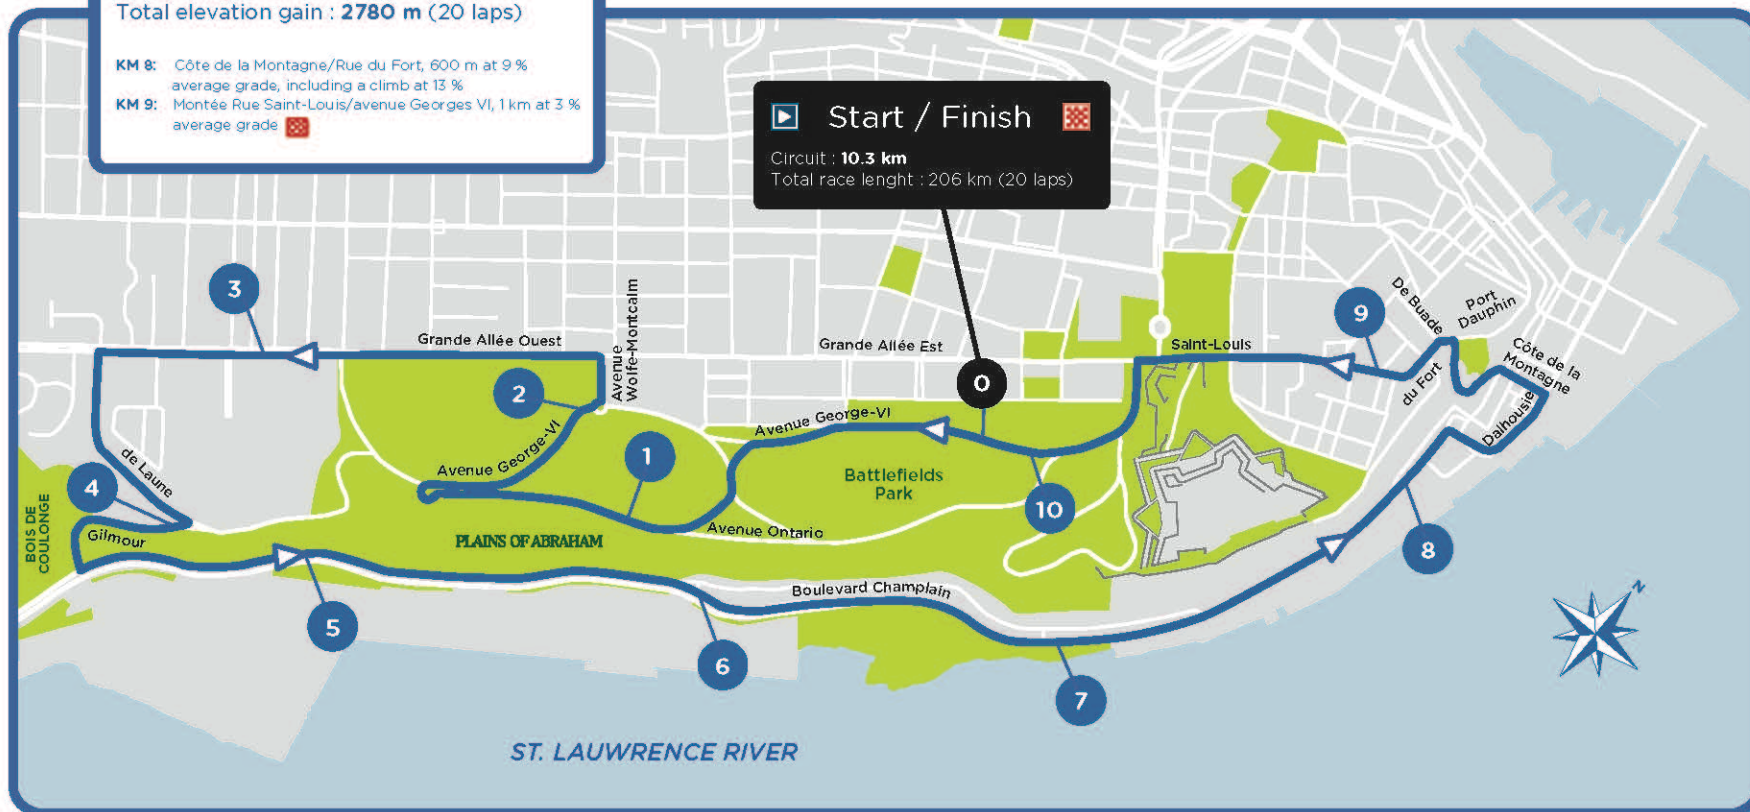 Total elevation gain : 2780 m (20 laps)
KM 8: Côte de la Montagne/Rue du Fort, 600 m at 9 %
average grade, including a climb at 13 %
KM 9: Montée Rue Saint-Louis/avenue Georges VI, 1 km at 3 %
average grade
Start / Finish
Circuit : 10.3 km
Total race lenght : 206 km (20 laps)
3
Grande Allée Ouest
Avenue
Wolfe-Montcalm
Grande Allée Est
0
Saint-Louis
9
De Buade
Port
Dauphin
Côte de la
Montagne
du Fort
Dalhousie
2
Avenue George-VI
Avenue George-VI
1
Battlefields
Park
de Laune
4
Gilmour
BOIS DE
COULONGE
PLAINS OF ABRAHAM
Avenue Ontario
10
8
Boulevard Champlain
5
6
7
N
ST. LAUWRENCE RIVER